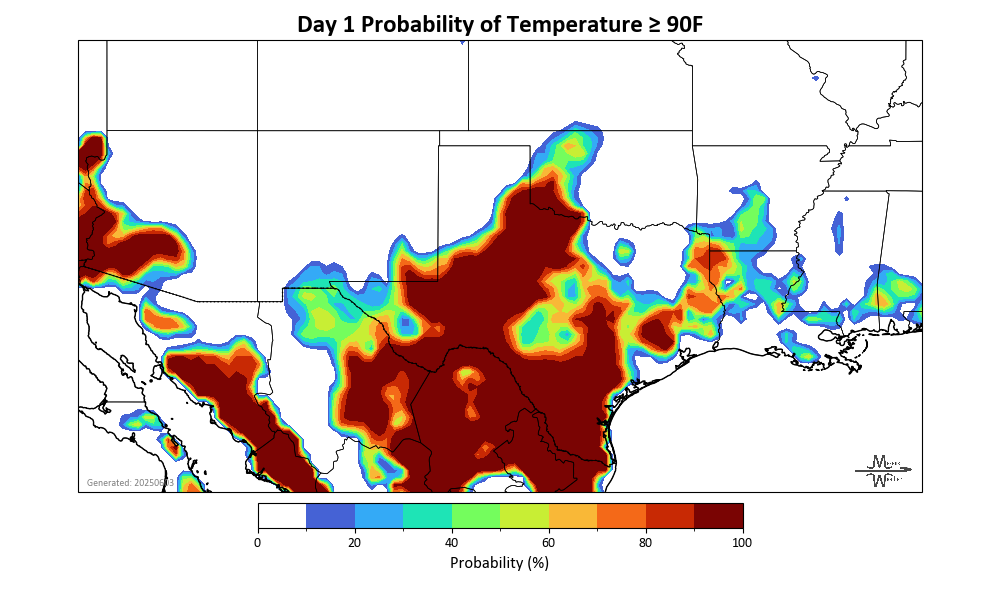 Day 1 Probability of Temperature ≥ 90F
Generated: 20250603
0 20 40 60 80 100
Probability (%)